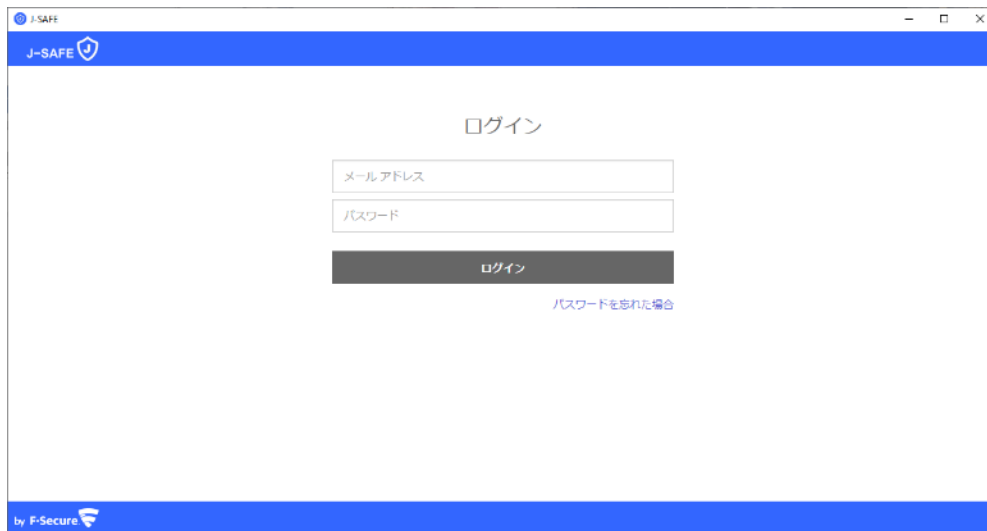 J-SAFE
J-SAFE J
ログイン
メール アドレス
パスワード
ログイン
パスワードを忘れた場合
by F-Secure.